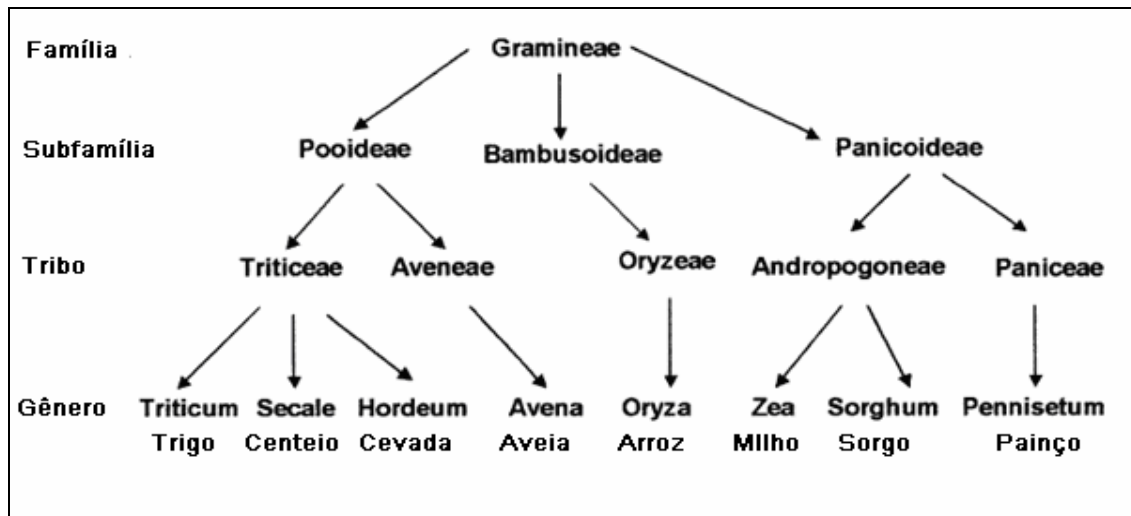 Família Gramineae
Subfamília Pooideae Bambusoideae Panicoideae
Tribo Triticeae Aveneae Oryzeae Andropogoneae Paniceae
Gênero Triticum Secale Hordeum Avena Oryza Zea Sorghum Pennisetum
Trigo Centeio Cevada Aveia Arroz Milho Sorgo Painço